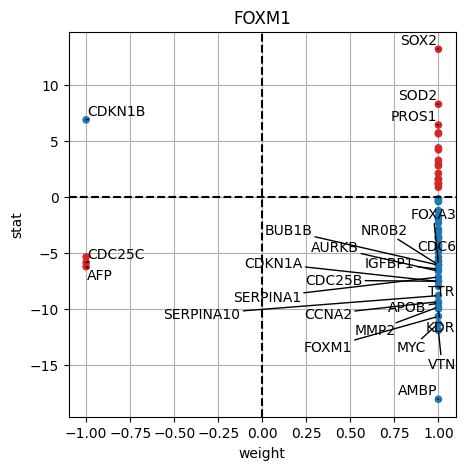 FOXM1
SOX2
SOD2
PROS1
CDKN1B
FOXA3
BUB1B
NR0B2
AURKB
CDC6
CDC25C
CDKN1A
IGFBP1
AFP
CDC25B
TTR
SERPINA1
APOB
SERPINA10
CCNA2
MMP2
KDR
FOXM1
MYC
VTN
AMBP
10
5
0
−5
−10
−15
stat
−1.00
−0.75
−0.50
−0.25
0.00
0.25
0.50
0.75
1.00
weight